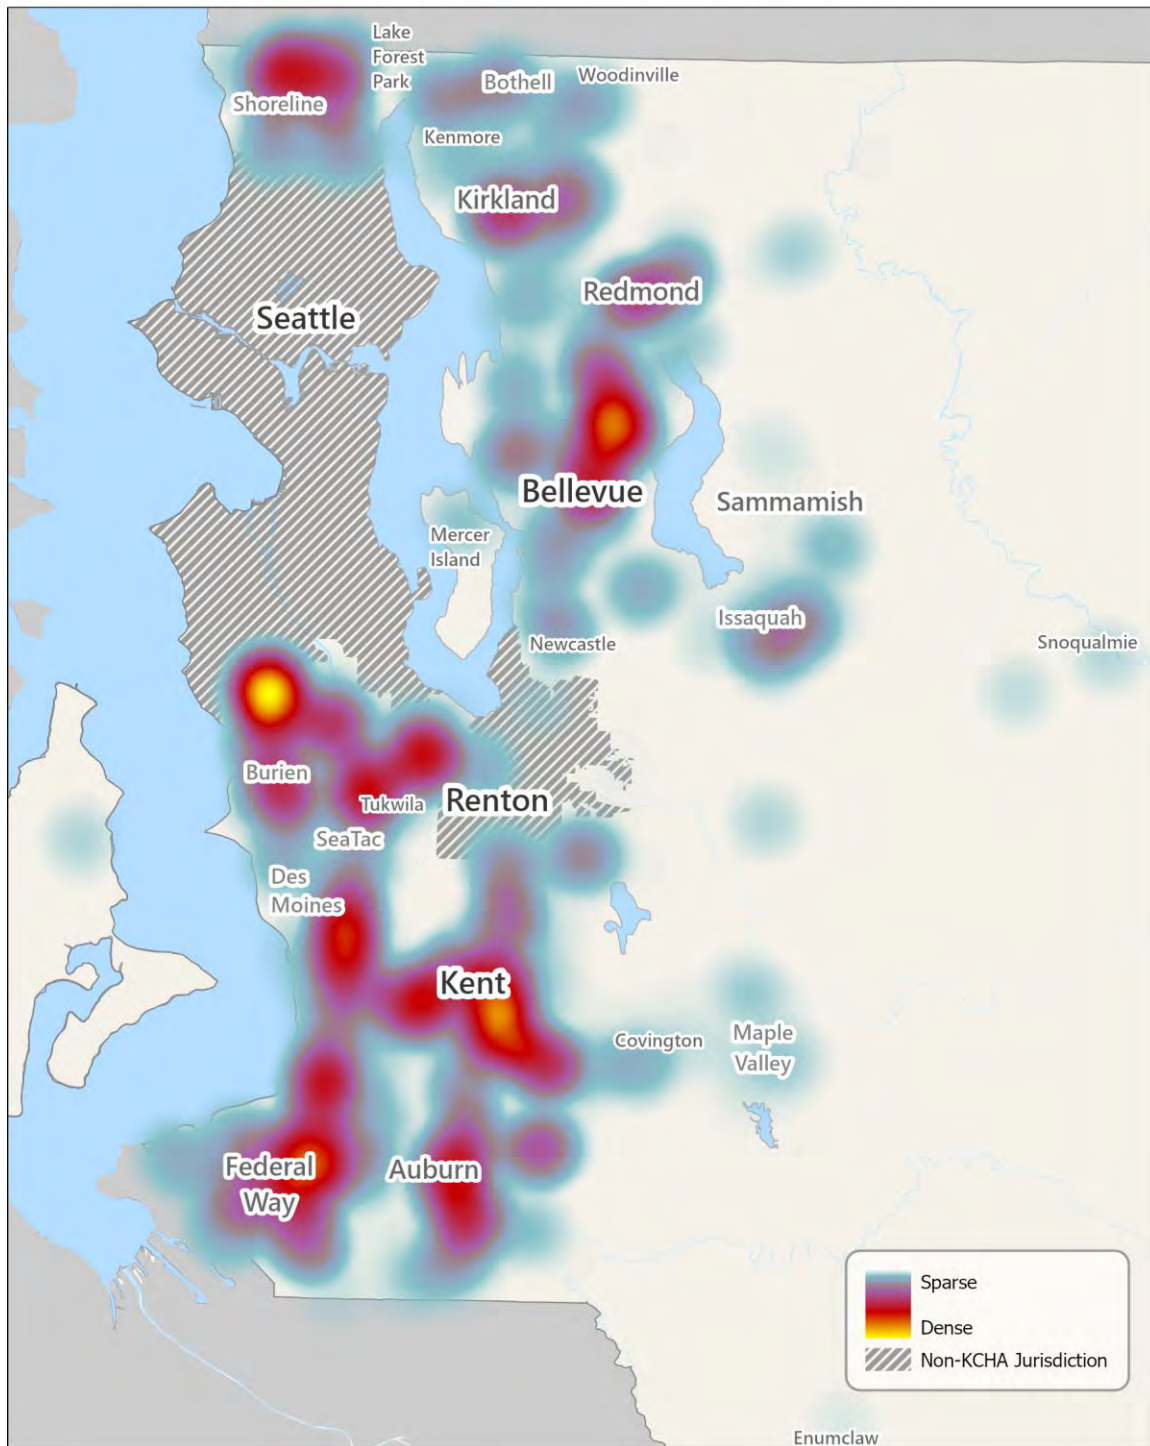 Lake
Forest
Park
Shoreline
Bothell
Woodinville
Kenmore
Kirkland
Redmond
Seattle
Bellevue
Sammamish
Mercer
Island
Issaquah
Newcastle
Snoqualmie
Burien
Tukwila
Renton
SeaTac
Des
Moines
Kent
Covington
Maple
Valley
Federal
Way
Auburn
Sparse
Dense
Non-KCHA Jurisdiction
Enumclaw